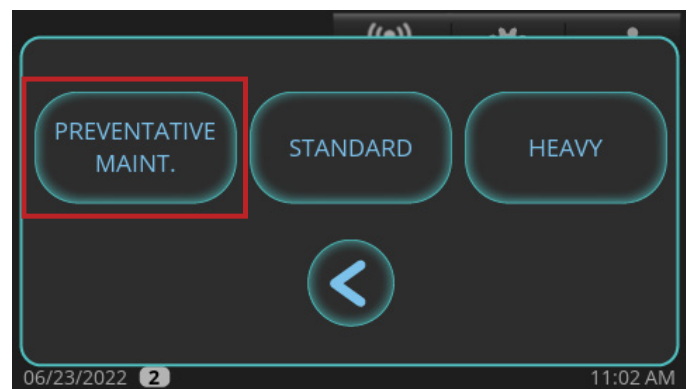 PREVENTATIVE
MAINT.
STANDARD
HEAVY
06/23/2022 2
11:02 AM